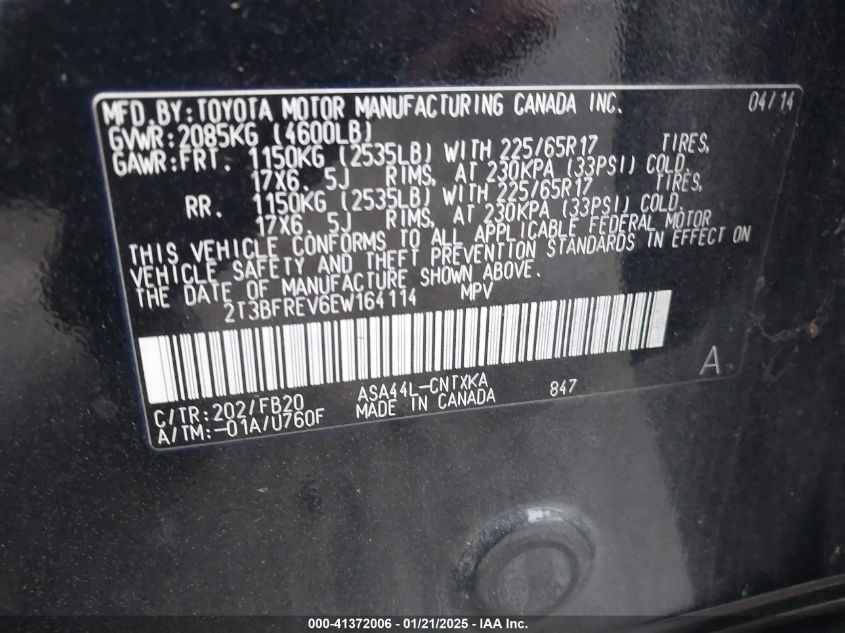 MFD.BY:TOYOTA MOTOR MANUFACTURING CANADA INC. 04/14
GVWR:2085KG (4600LB)
GAWR:FRT. 1150KG (2535LB) WITH 225/65R17 TIRES,
17X6. 5J RIMS, AT 230KPA (33PSI) COLD.
RR. 1150KG (2535LB) WITH 225/65R17 TIRES,
17X6. 5J RIMS, AT 230KPA (33PSI) COLD.
THIS VEHICLE CONFORMS TO ALL APPLICABLE FEDERAL MOTOR
VEHICLE SAFETY AND THEFT PREVENTION STANDARDS IN EFFECT ON
THE DATE OF MANUFACTURE SHOWN ABOVE.
2T3BFREV6EW164114 MPV
A
C/TR:202/FB20 ASA44L-CNTXKA 847
A/TM:-01A/U760F MADE IN CANADA
000-41372006 - 01/21/2025 - IAA Inc.